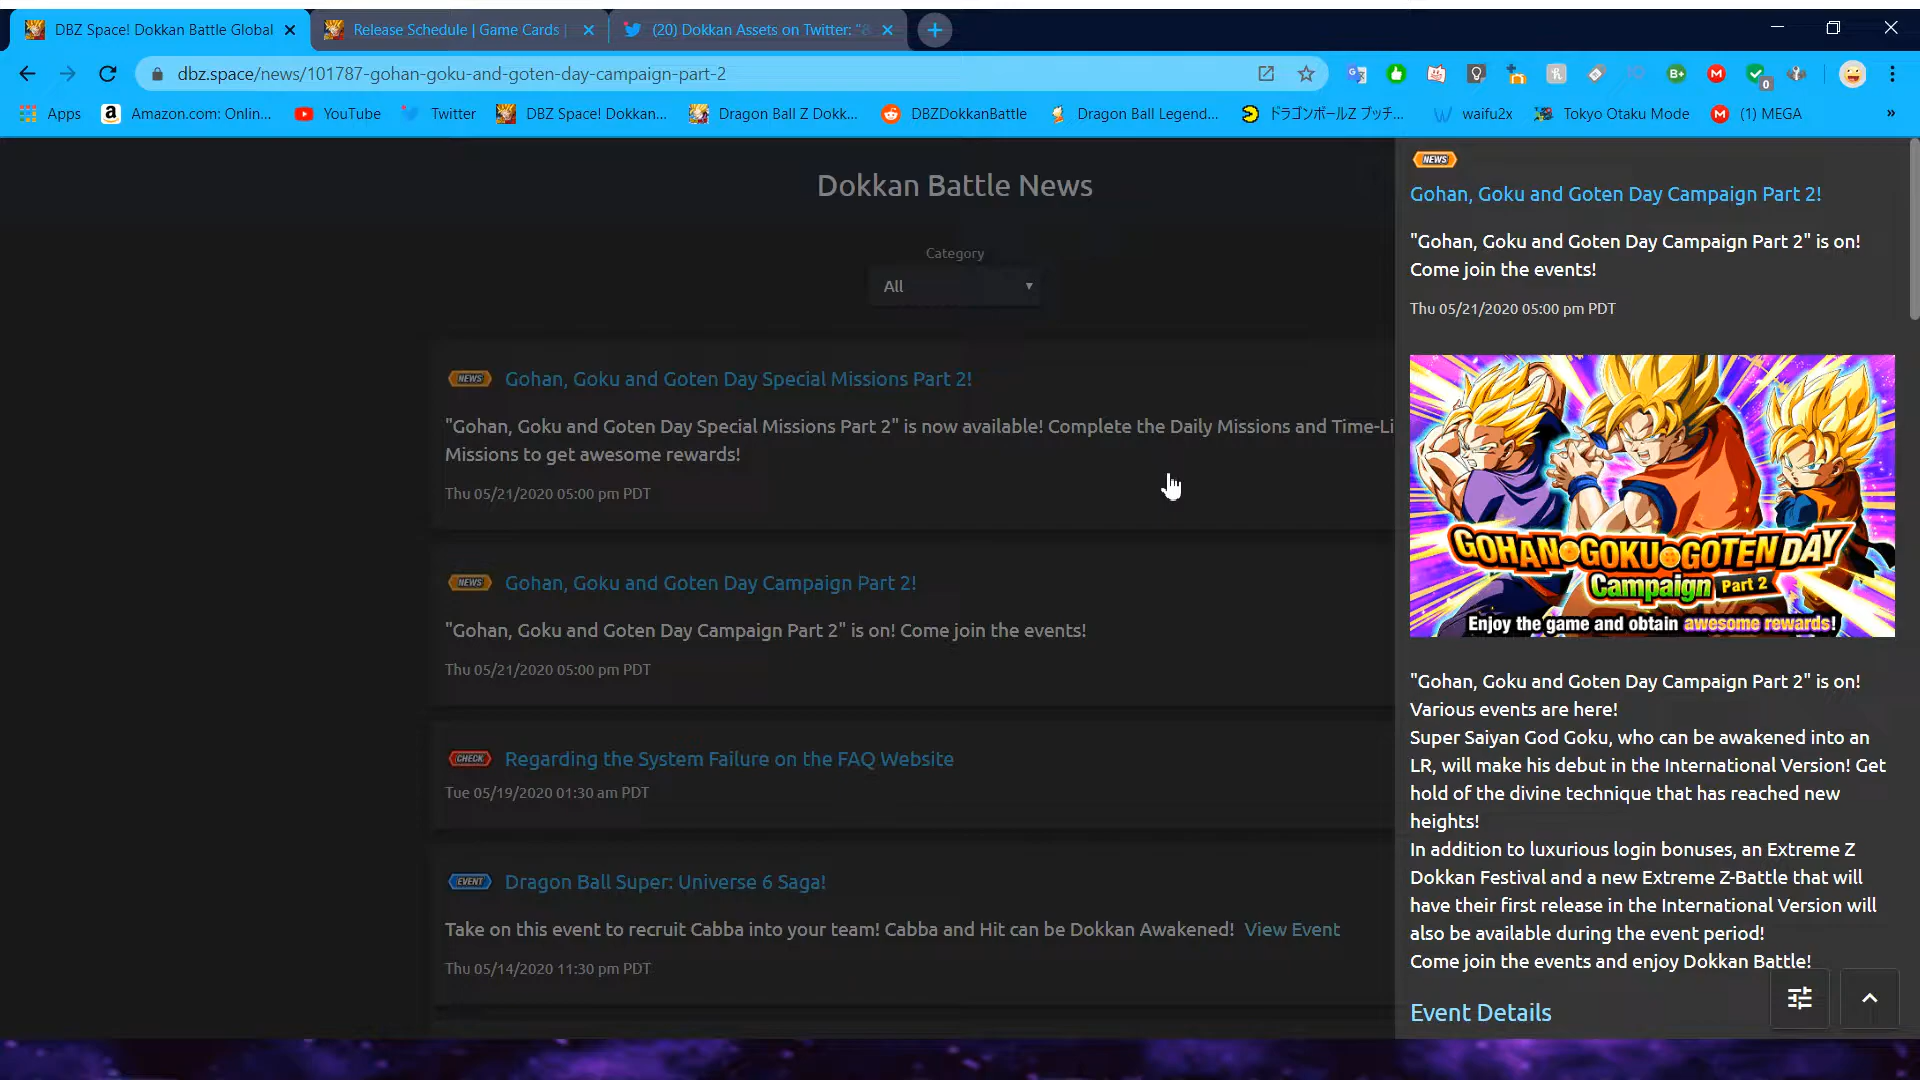 DBZ Space! Dokkan Battle Global
Release Schedule | Game Cards |
(20) Dokkan Assets on Twitter: "
dbz.space/news/101787-gohan-goku-and-goten-day-campaign-part-2
Apps
Amazon.com: Onlin...
YouTube
Twitter
DBZ Space! Dokkan...
Dragon Ball Z Dokk...
DBZDokkanBattle
Dragon Ball Legend...
ドラゴンボールZ ブッチ...
waifu2x
Tokyo Otaku Mode
(1) MEGA
»
Dokkan Battle News
Category
All
NEWS
Gohan, Goku and Goten Day Special Missions Part 2!
"Gohan, Goku and Goten Day Special Missions Part 2" is now available! Complete the Daily Missions and Time-Li
Missions to get awesome rewards!
Thu 05/21/2020 05:00 pm PDT
NEWS
Gohan, Goku and Goten Day Campaign Part 2!
"Gohan, Goku and Goten Day Campaign Part 2" is on! Come join the events!
Thu 05/21/2020 05:00 pm PDT
CHECK
Regarding the System Failure on the FAQ Website
Tue 05/19/2020 01:30 am PDT
EVENT
Dragon Ball Super: Universe 6 Saga!
Take on this event to recruit Cabba into your team! Cabba and Hit can be Dokkan Awakened! View Event
Thu 05/14/2020 11:30 pm PDT
NEWS
Gohan, Goku and Goten Day Campaign Part 2!
"Gohan, Goku and Goten Day Campaign Part 2" is on!
Come join the events!
Thu 05/21/2020 05:00 pm PDT
GOHAN GOKU GOTEN DAY
Campaign Part 2
Enjoy the game and obtain awesome rewards!
"Gohan, Goku and Goten Day Campaign Part 2" is on!
Various events are here!
Super Saiyan God Goku, who can be awakened into an
LR, will make his debut in the International Version! Get
hold of the divine technique that has reached new
heights!
In addition to luxurious login bonuses, an Extreme Z
Dokkan Festival and a new Extreme Z-Battle that will
have their first release in the International Version will
also be available during the event period!
Come join the events and enjoy Dokkan Battle!
Event Details